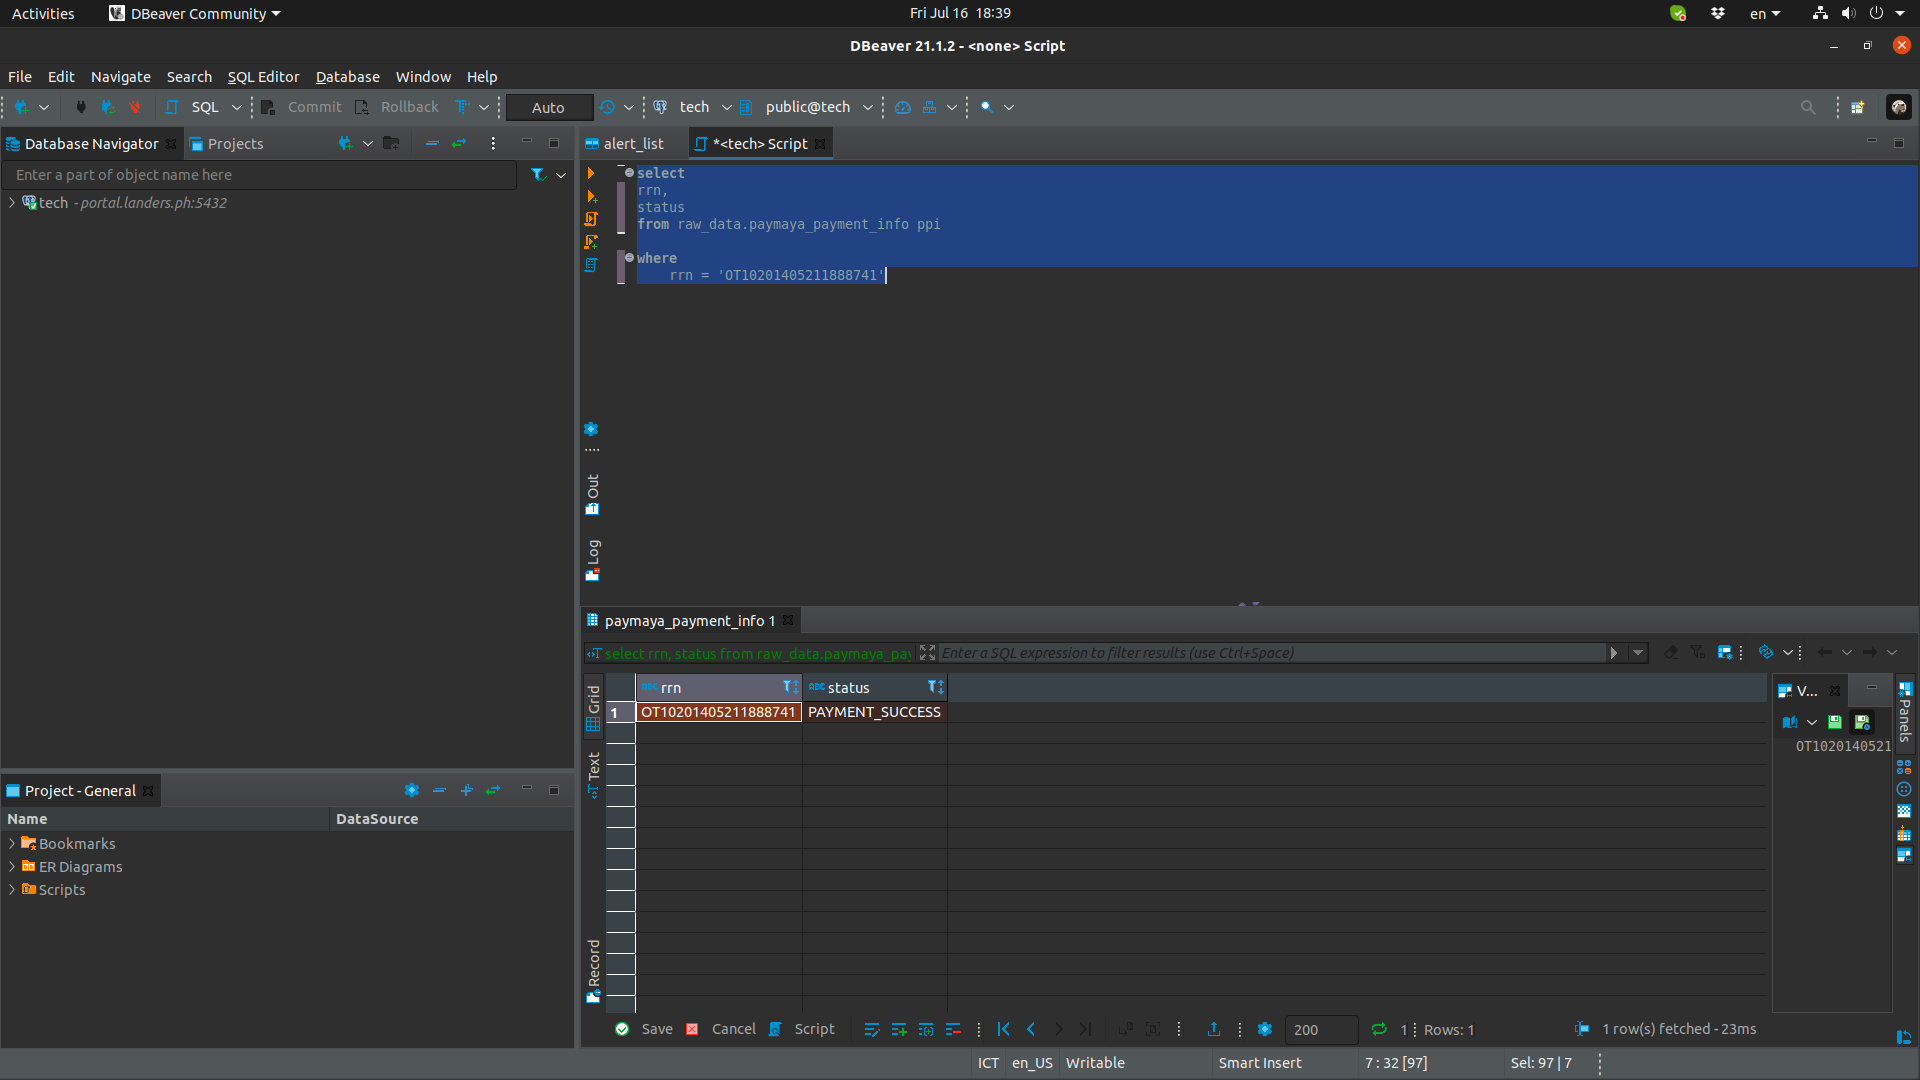 Activities
DBeaver Community
Fri Jul 16 18:39
en
DBeaver 21.1.2 - <none> Script
File Edit Navigate Search SQL Editor Database Window Help
SQL
Commit
Rollback
Auto
tech
public@tech
Database Navigator
Projects
Enter a part of object name here
tech - portal.landers.ph:5432
alert_list
*<tech> Script
select
rrn,
status
from raw_data.paymaya_payment_info ppi
where
rrn = 'OT10201405211888741'
Out
Log
Project - General
Name DataSource
Bookmarks
ER Diagrams
Scripts
paymaya_payment_info 1
select rrn, status from raw_data.paymaya_pay
Enter a SQL expression to filter results (use Ctrl+Space)
Grid
Text
Record
ABC rrn ABC status
1 OT10201405211888741 PAYMENT_SUCCESS
V...
OT1020140521
Panels
Save Cancel Script
200
1
Rows: 1
1 row(s) fetched - 23ms
ICT en_US Writable Smart Insert 7 : 32 [97] Sel: 97 | 7